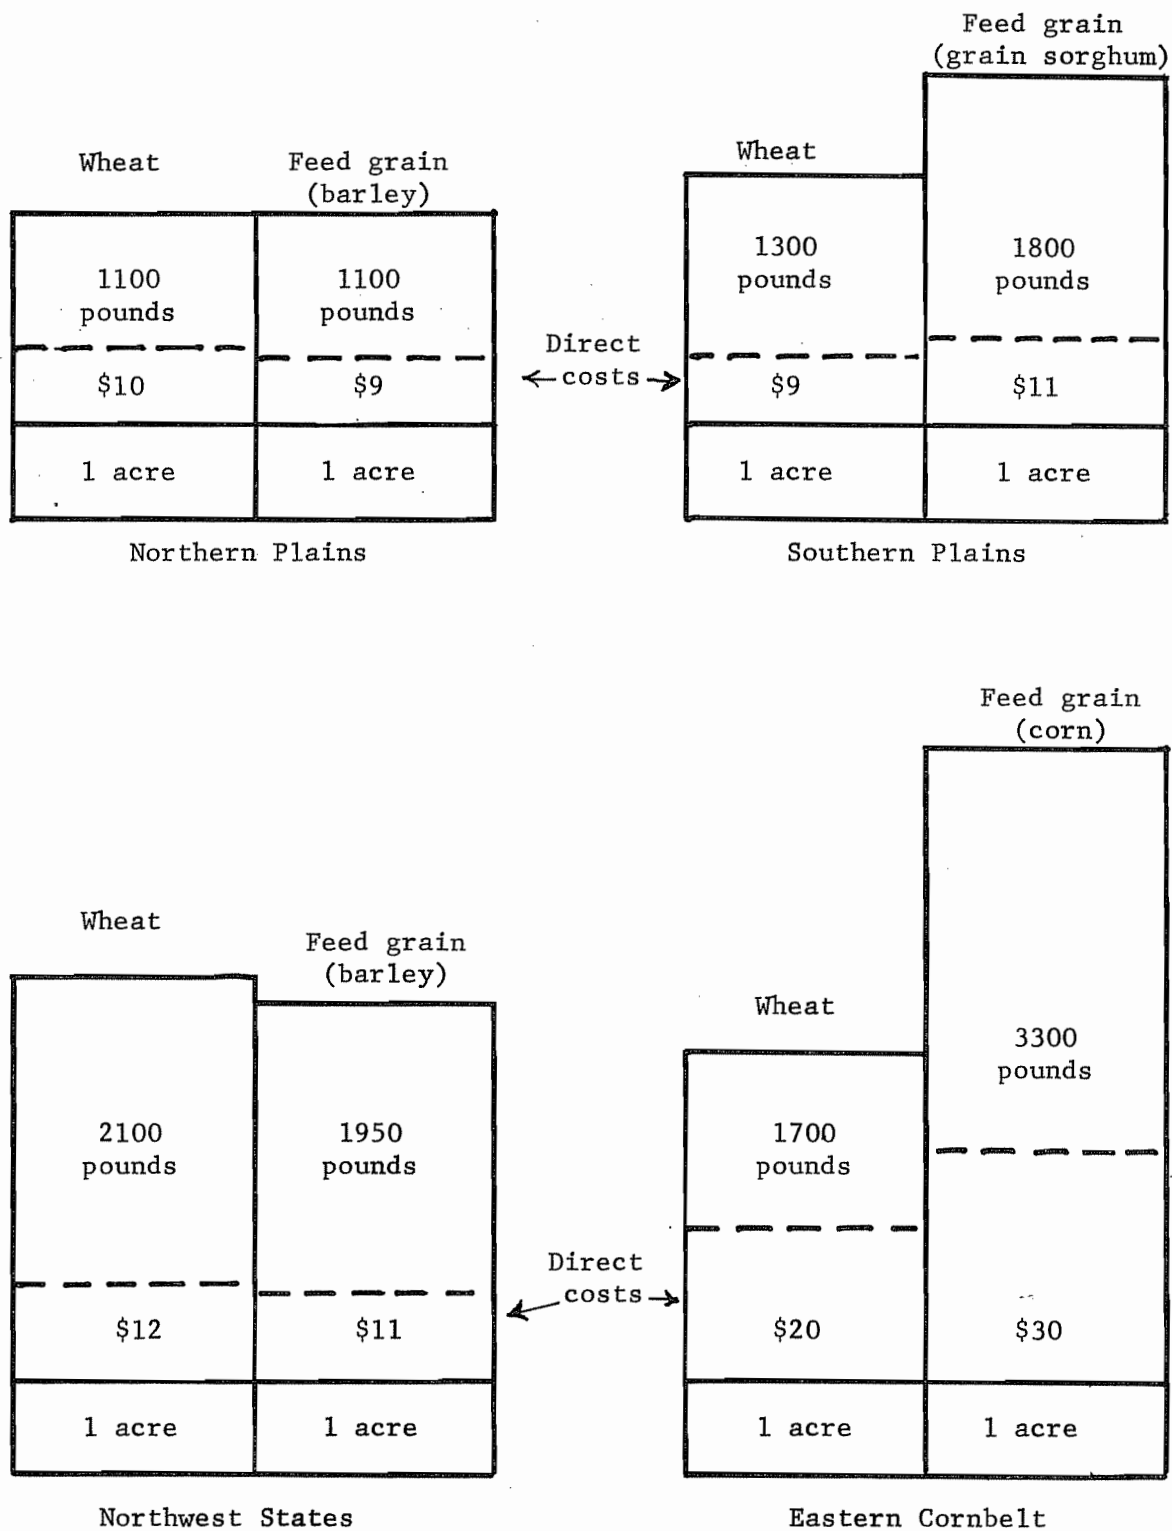 Wheat
Feed grain
(barley)
1100
pounds
1100
pounds
$10
$9
1 acre
1 acre
Northern Plains
Direct
costs
Feed grain
(grain sorghum)
Wheat
1300
pounds
1800
pounds
$9
$11
1 acre
1 acre
Southern Plains
Wheat
Feed grain
(barley)
2100
pounds
1950
pounds
$12
$11
1 acre
1 acre
Northwest States
Direct
costs
Feed grain
(corn)
Wheat
3300
pounds
1700
pounds
$20
$30
1 acre
1 acre
Eastern Cornbelt